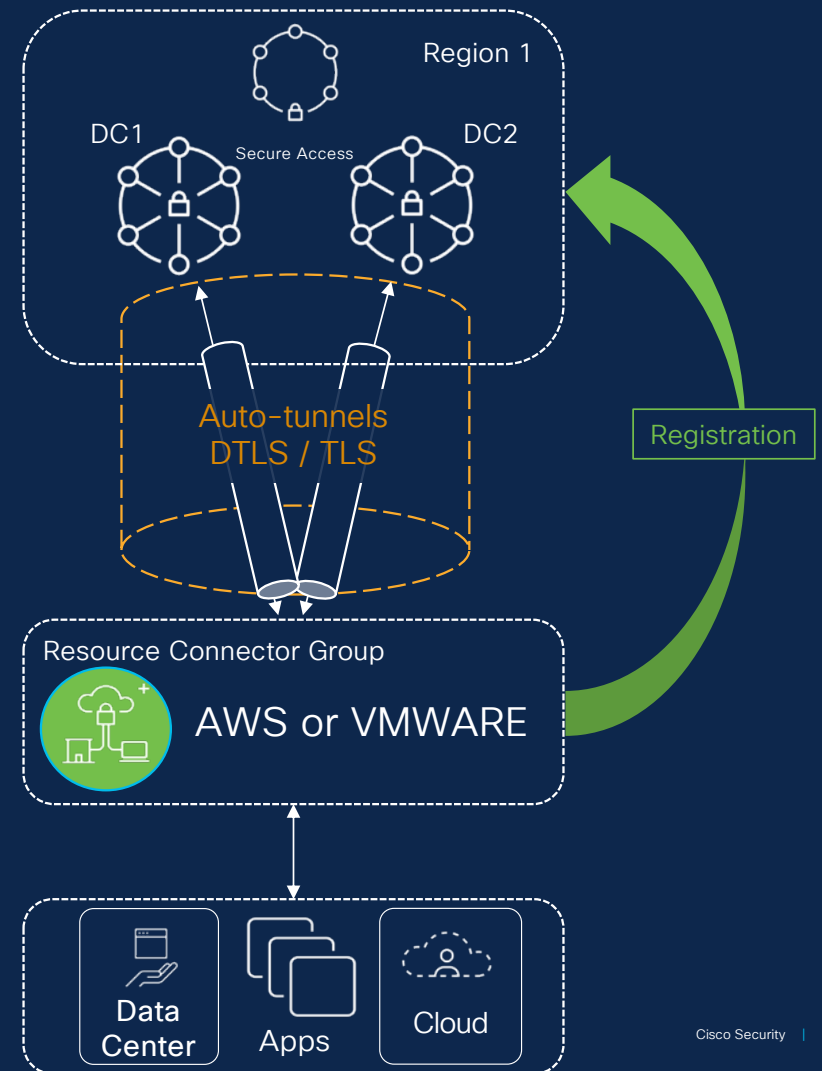 Region 1
DC1
DC2
Secure Access
Auto-tunnels
DTLS / TLS
Registration
Resource Connector Group
AWS or VMWARE
Data
Center
Apps
Cloud
Cisco Security |